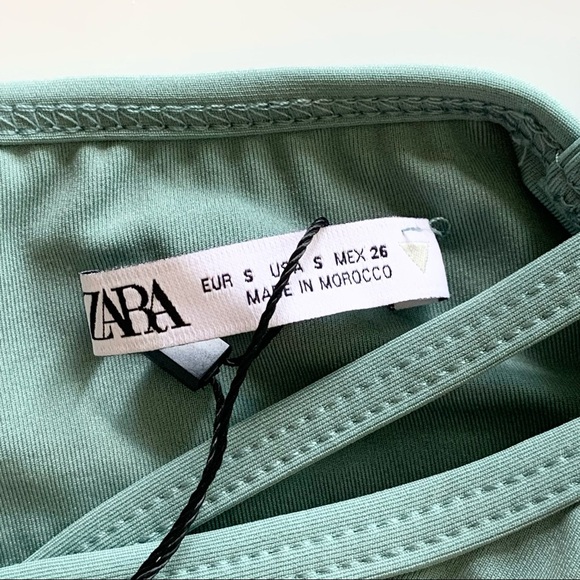 ZARA
EUR S USA S MEX 26
MADE IN MOROCCO